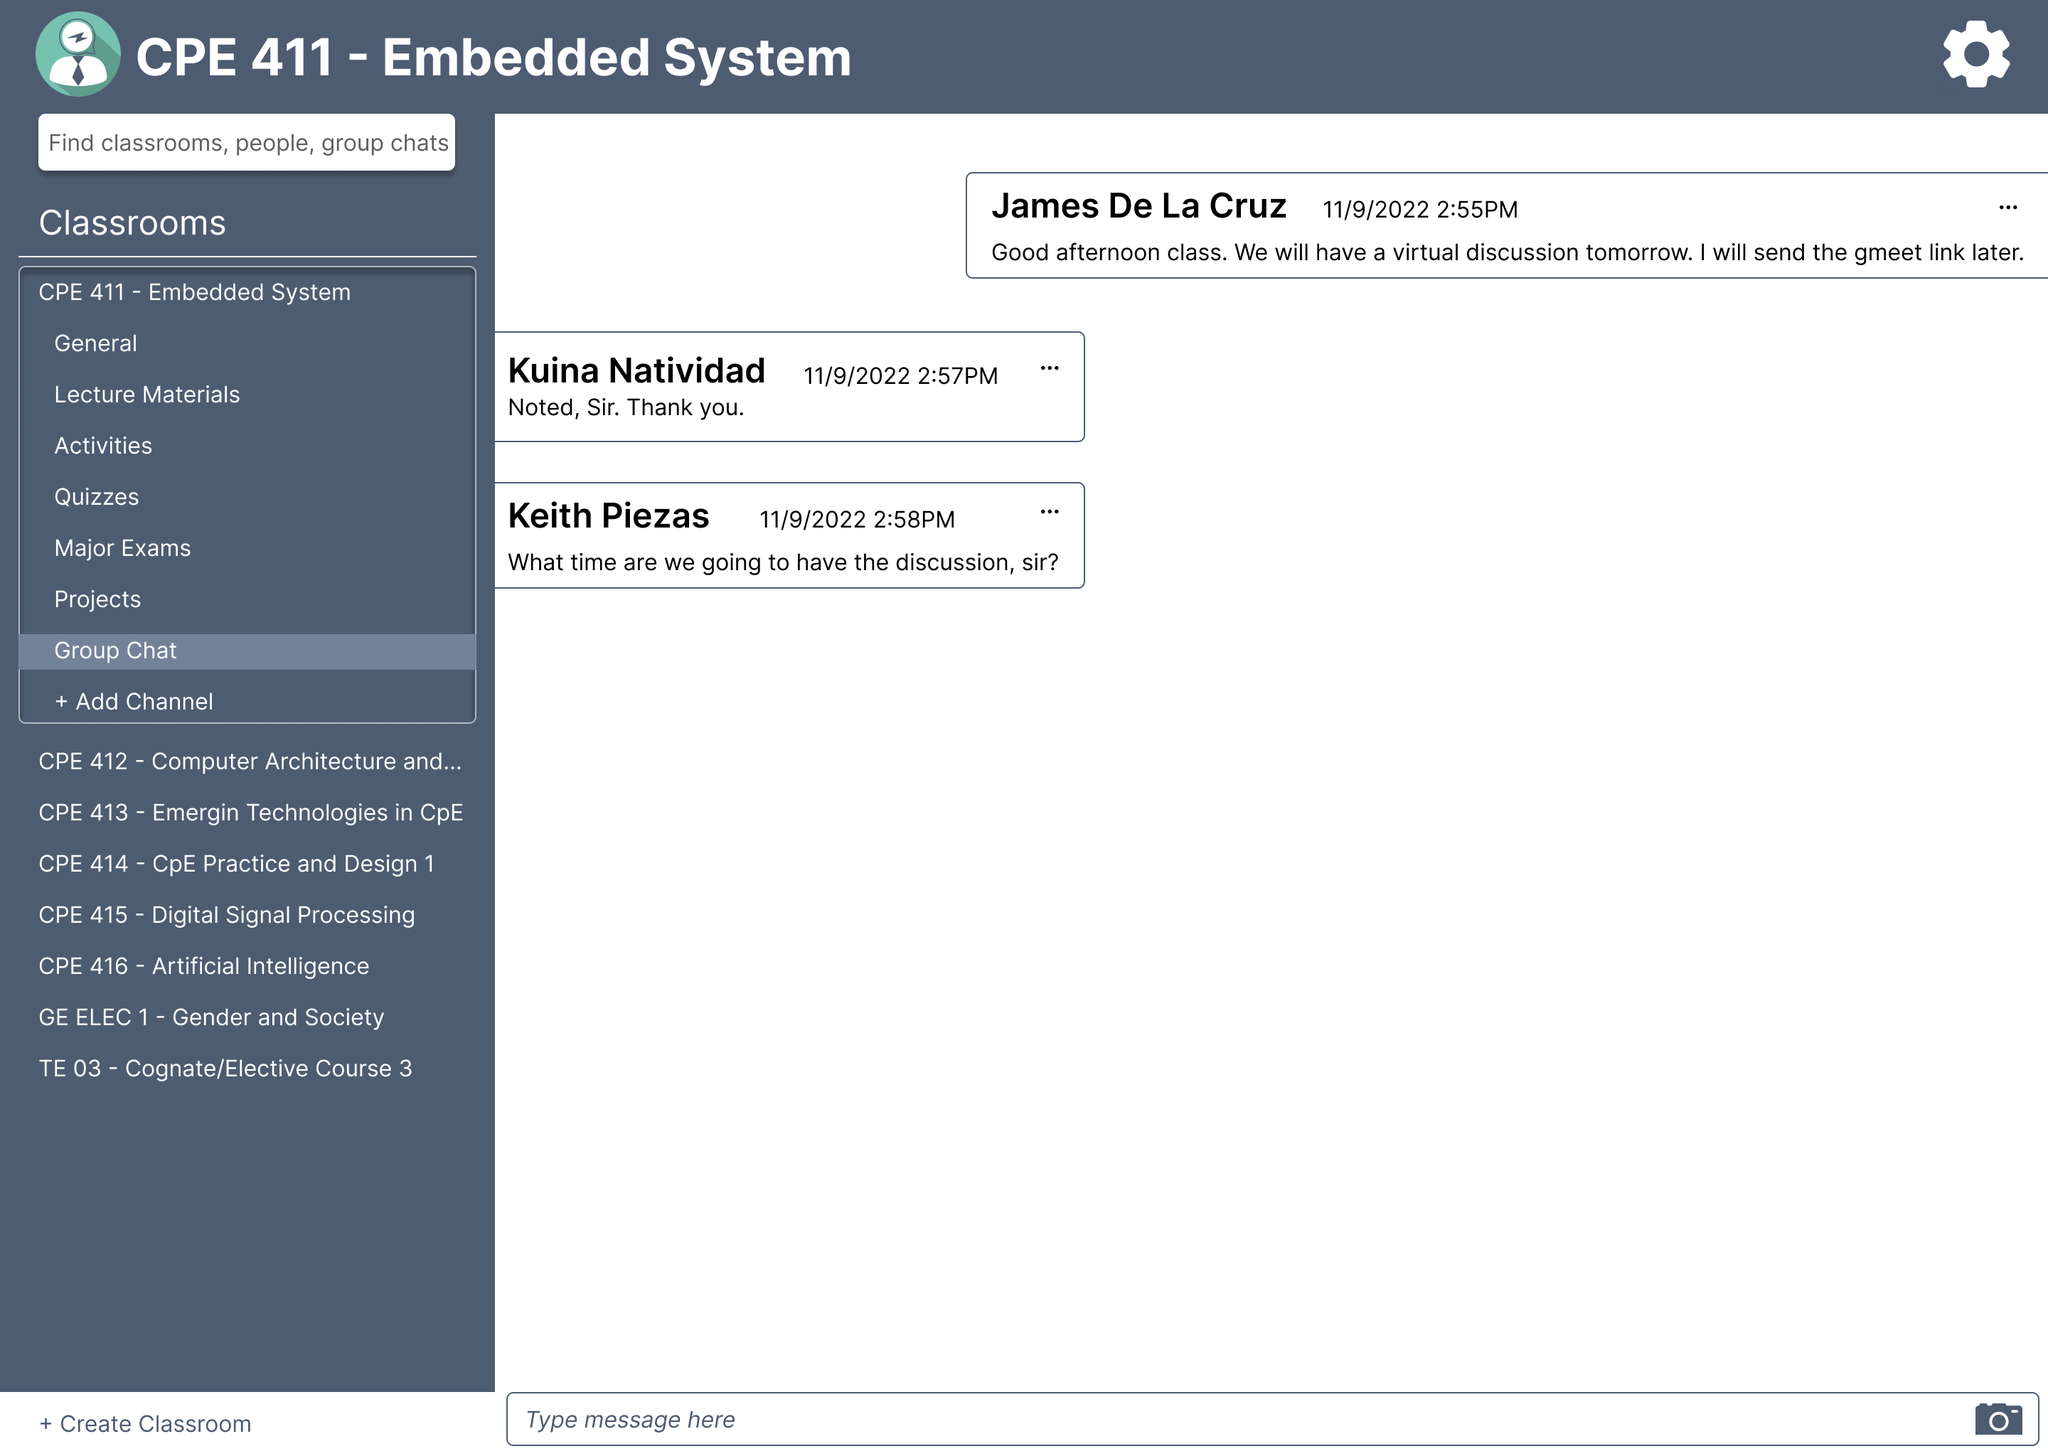 CPE 411 - Embedded System
Find classrooms, people, group chats
Classrooms
CPE 411 - Embedded System
General
Lecture Materials
Activities
Quizzes
Major Exams
Projects
Group Chat
+ Add Channel
CPE 412 - Computer Architecture and...
CPE 413 - Emergin Technologies in CpE
CPE 414 - CpE Practice and Design 1
CPE 415 - Digital Signal Processing
CPE 416 - Artificial Intelligence
GE ELEC 1 - Gender and Society
TE 03 - Cognate/Elective Course 3
+ Create Classroom
James De La Cruz 11/9/2022 2:55PM ...
Good afternoon class. We will have a virtual discussion tomorrow. I will send the gmeet link later.
Kuina Natividad 11/9/2022 2:57PM ...
Noted, Sir. Thank you.
Keith Piezas 11/9/2022 2:58PM ...
What time are we going to have the discussion, sir?
Type message here